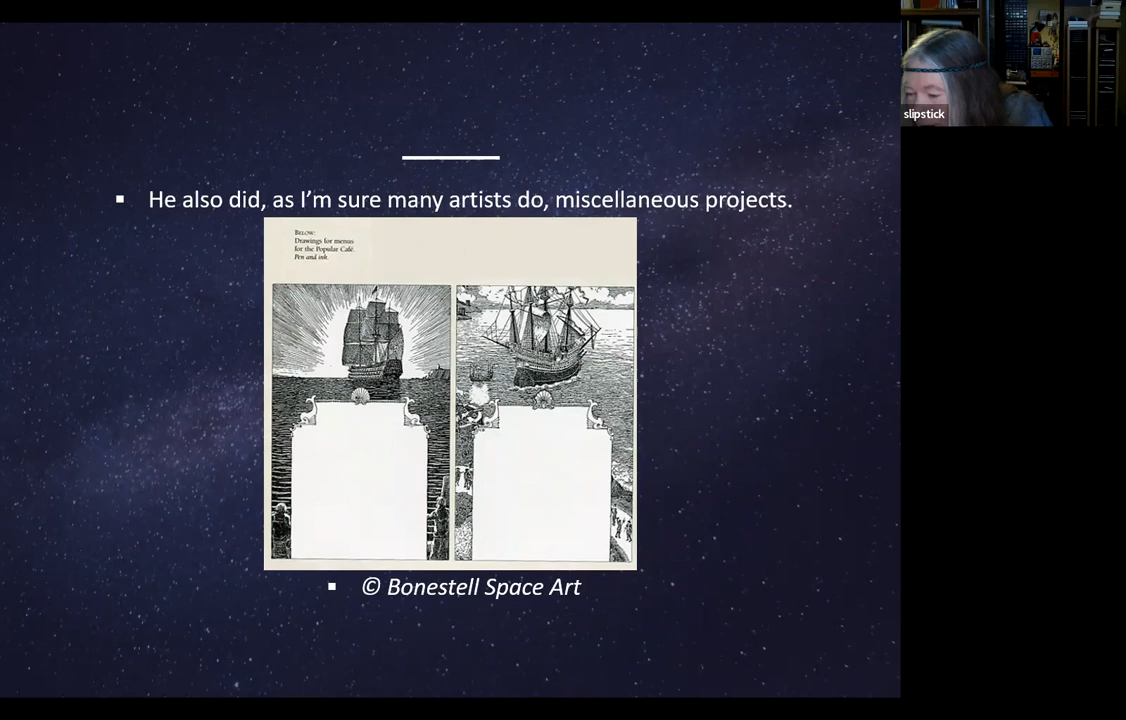 slipstick
He also did, as I'm sure many artists do, miscellaneous projects.
BELOW:
Drawings for menus
for the Popular Café.
Pen and ink.
© Bonestell Space Art